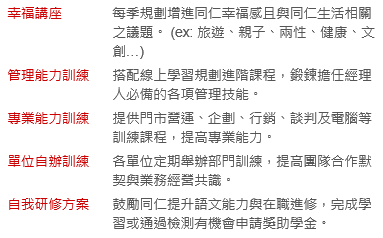 幸福講座 每季規劃增進同仁幸福感且與同仁生活相關
之議題。 (ex: 旅遊、親子、兩性、健康、文
創…)
管理能力訓練 搭配線上學習規劃進階課程，鍛鍊擔任經理
人必備的各項管理技能。
專業能力訓練 提供門市營運、企劃、行銷、談判及電腦等
訓練課程，提高專業能力。
單位自辦訓練 各單位定期舉辦部門訓練，提高團隊合作默
契與業務經營共識。
自我研修方案 鼓勵同仁提升語文能力與在職進修，完成學
習或通過檢測有機會申請獎助學金。